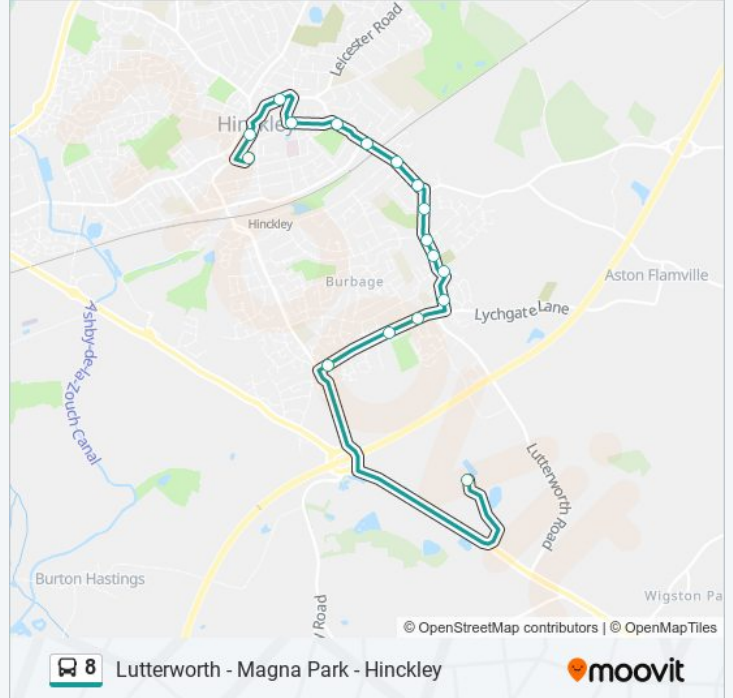 Leicester Road
Hinckley
Hinckley
Burbage
Aston Flamville
Lychgate Lane
Ashby-de-la-Zouch Canal
Lutterworth Road
Burton Hastings
Wigston Pa
y Road
© OpenStreetMap contributors | © OpenMapTiles
8 Lutterworth - Magna Park - Hinckley
moovit